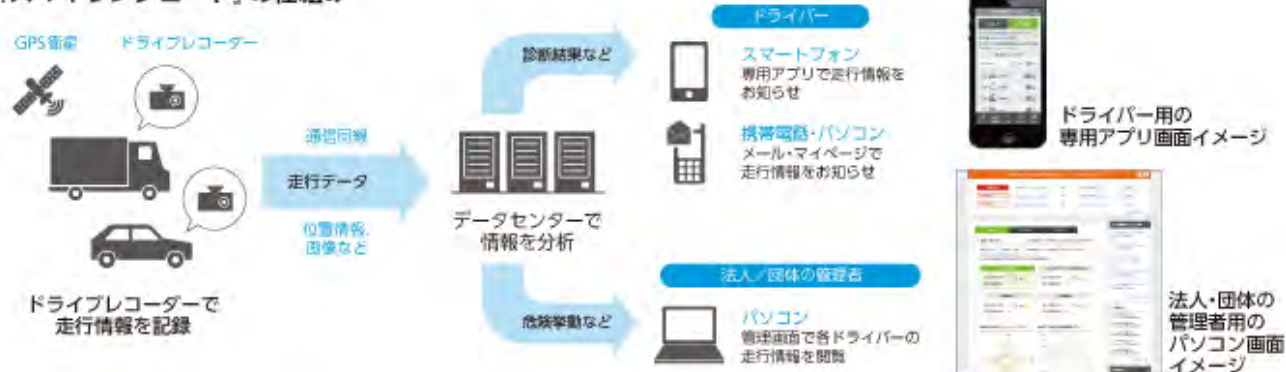 GPS衛星
ドライブレコーダー
通信回線
走行データ
位置情報、
画像など
ドライブレコーダーで
走行情報を記録
データセンターで
情報を分析
診断結果など
危険挙動など
ドライバー
スマートフォン
専用アプリで走行情報を
お知らせ
携帯電話・パソコン
メール・マイページで
走行情報をお知らせ
法人/団体の管理者
パソコン
管理画面で各ドライバーの
走行情報を閲覧
ドライバー用の
専用アプリ画面イメージ
法人・団体の
管理者用の
パソコン画面
イメージ